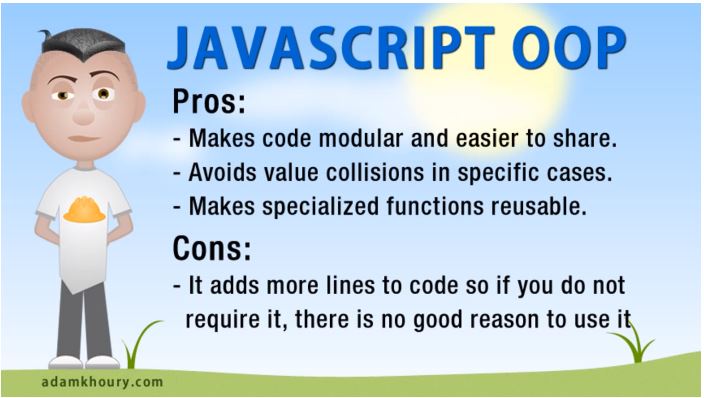 JAVASCRIPT OOP
Pros:
- Makes code modular and easier to share.
- Avoids value collisions in specific cases.
- Makes specialized functions reusable.
Cons:
- It adds more lines to code so if you do not
require it, there is no good reason to use it
adamkhoury.com